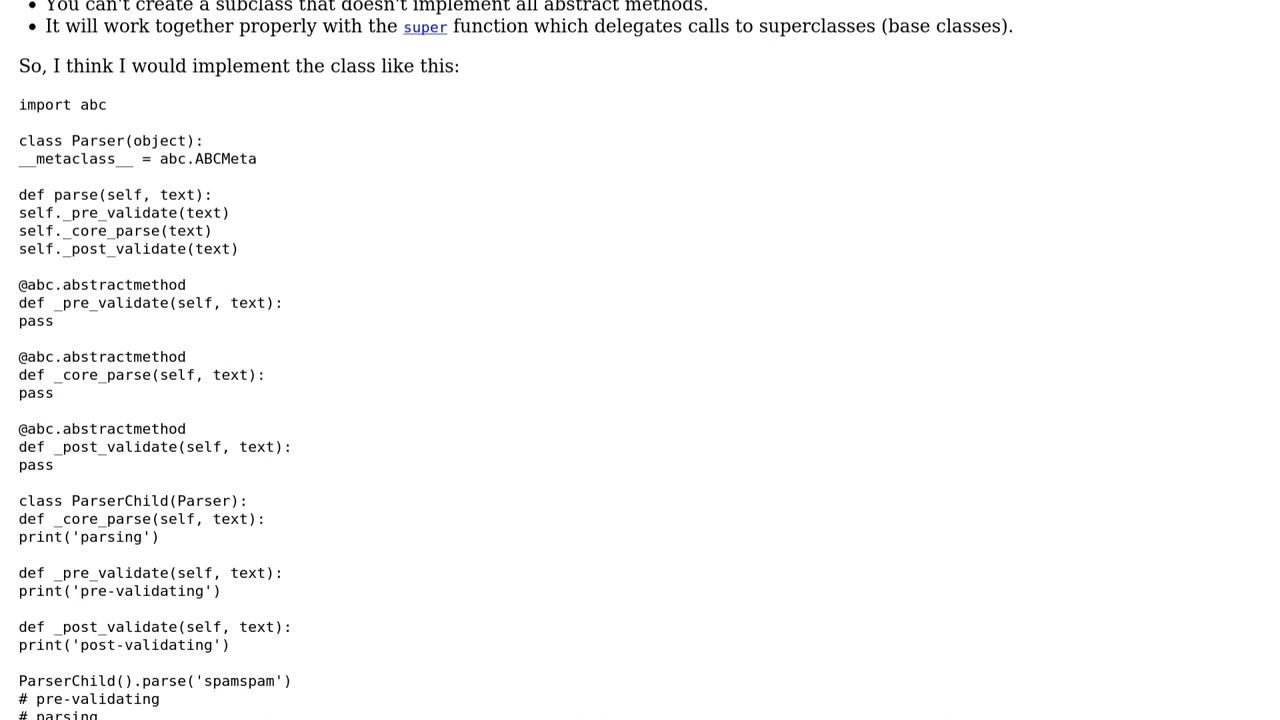 • You can't create a subclass that doesn't implement all abstract methods.
• It will work together properly with the super function which delegates calls to superclasses (base classes).
So, I think I would implement the class like this:
import abc
class Parser(object):
__metaclass__ = abc.ABCMeta
def parse(self, text):
self._pre_validate(text)
self._core_parse(text)
self._post_validate(text)
@abc.abstractmethod
def _pre_validate(self, text):
pass
@abc.abstractmethod
def _core_parse(self, text):
pass
@abc.abstractmethod
def _post_validate(self, text):
pass
class ParserChild(Parser):
def _core_parse(self, text):
print('parsing')
def _pre_validate(self, text):
print('pre-validating')
def _post_validate(self, text):
print('post-validating')
ParserChild().parse('spamspam')
# pre-validating
# parsing